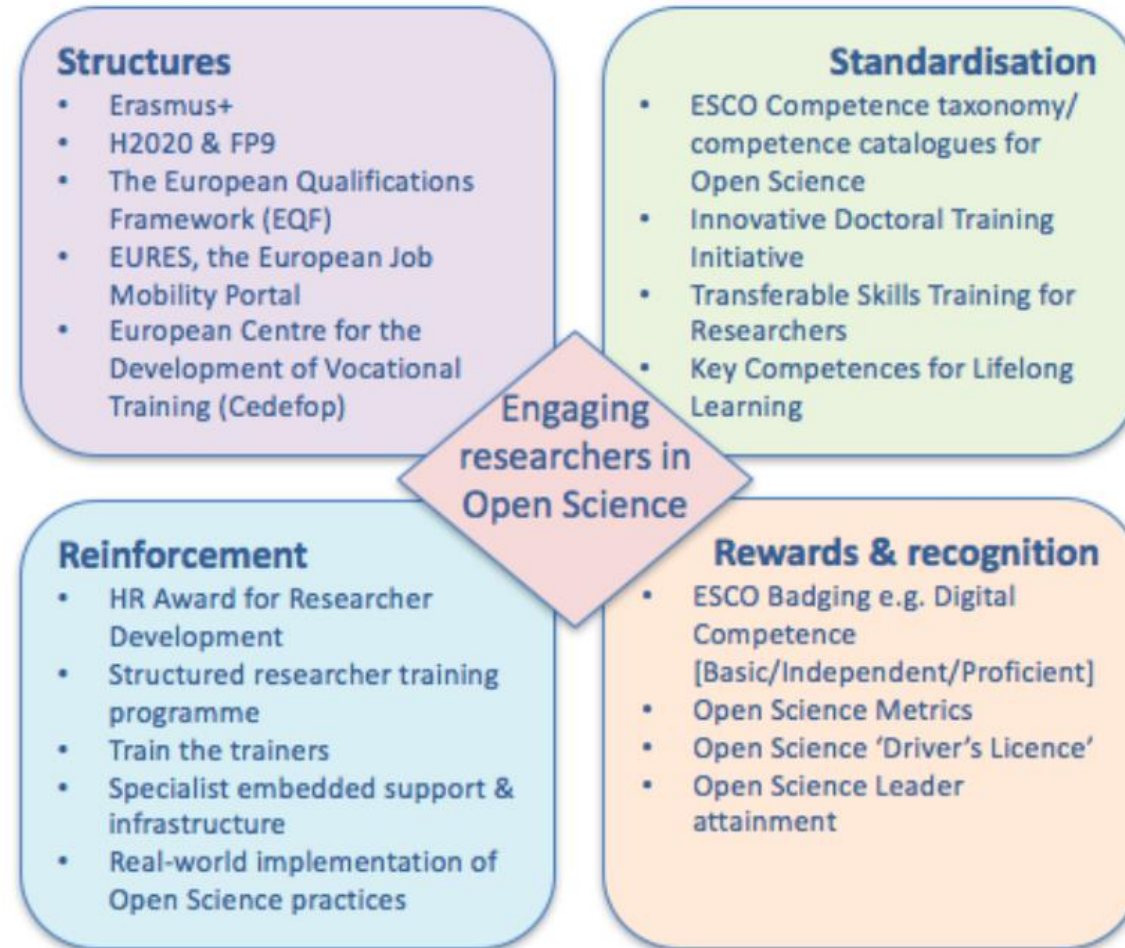 Structures
• Erasmus+
• H2020 & FP9
• The European Qualifications
Framework (EQF)
• EURES, the European Job
Mobility Portal
• European Centre for the
Development of Vocational
Training (Cedefop)
Standardisation
• ESCO Competence taxonomy/
competence catalogues for
Open Science
• Innovative Doctoral Training
Initiative
• Transferable Skills Training for
Researchers
• Key Competences for Lifelong
Learning
Engaging
researchers in
Open Science
Reinforcement
• HR Award for Researcher
Development
• Structured researcher training
programme
• Train the trainers
• Specialist embedded support &
infrastructure
• Real-world implementation of
Open Science practices
Rewards & recognition
• ESCO Badging e.g. Digital
Competence
[Basic/Independent/Proficient]
• Open Science Metrics
• Open Science ‘Driver’s Licence’
• Open Science Leader
attainment